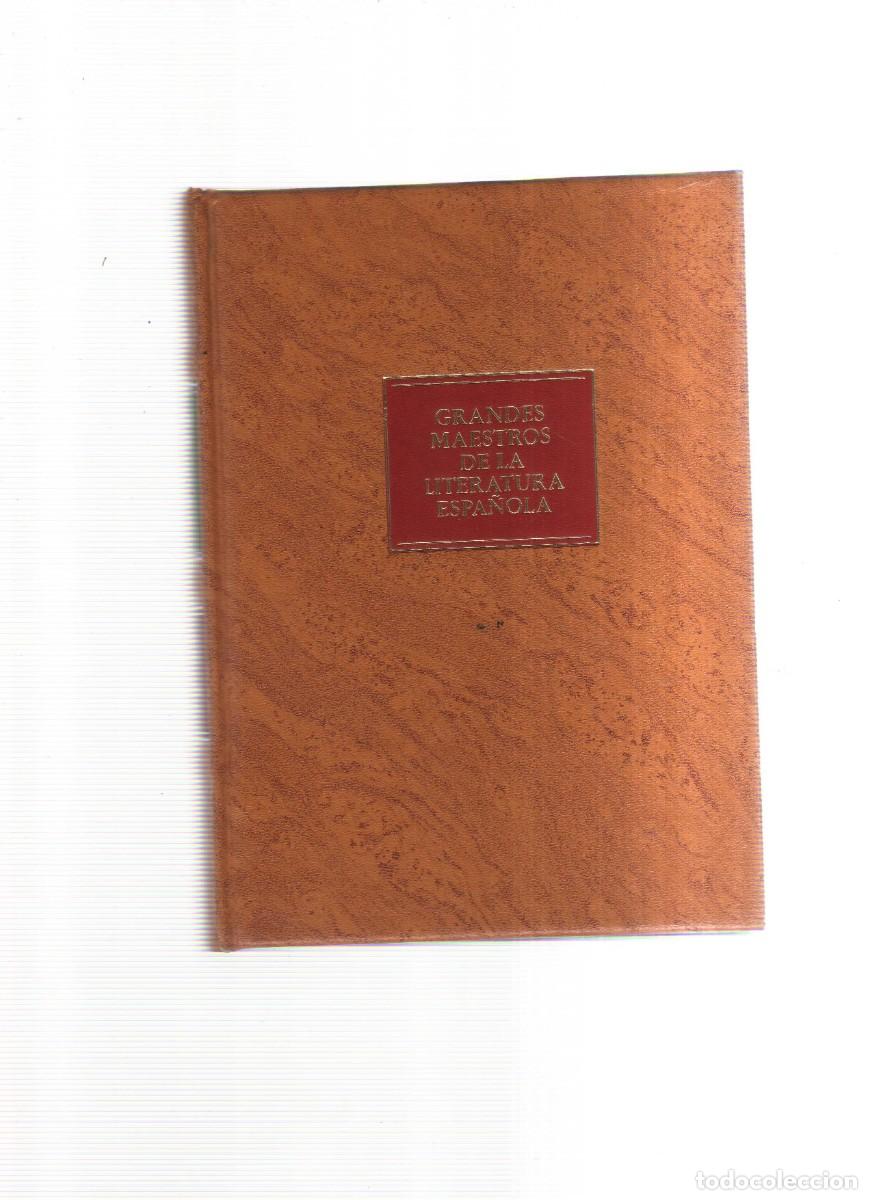 GRANDES
MAESTROS
DE LA
LITERATURA
ESPAÑOLA
todocoleccion